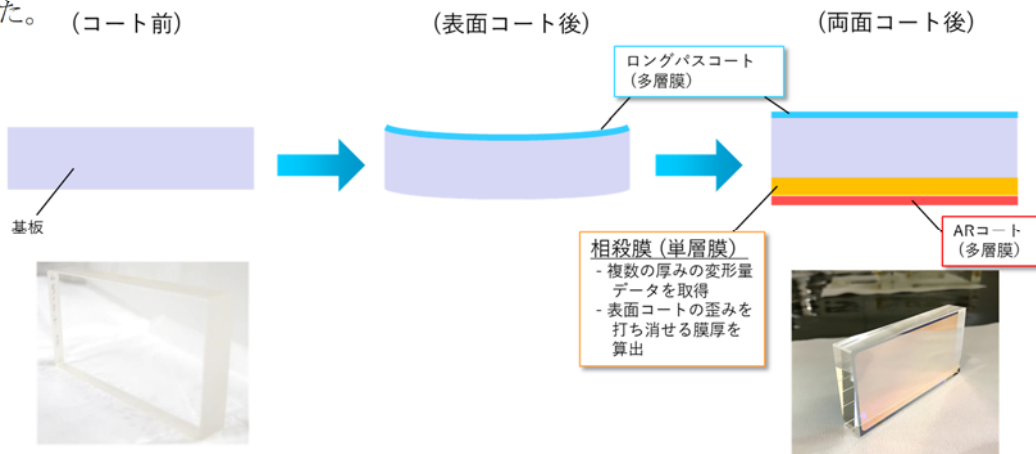 た。
（コート前）
（表面コート後）
（両面コート後）
ロングパスコート
（多層膜）
基板
相殺膜（単層膜）
- 複数の厚みの変形量
データを取得
- 表面コートの歪みを
打ち消せる膜厚を
算出
ARコート
（多層膜）